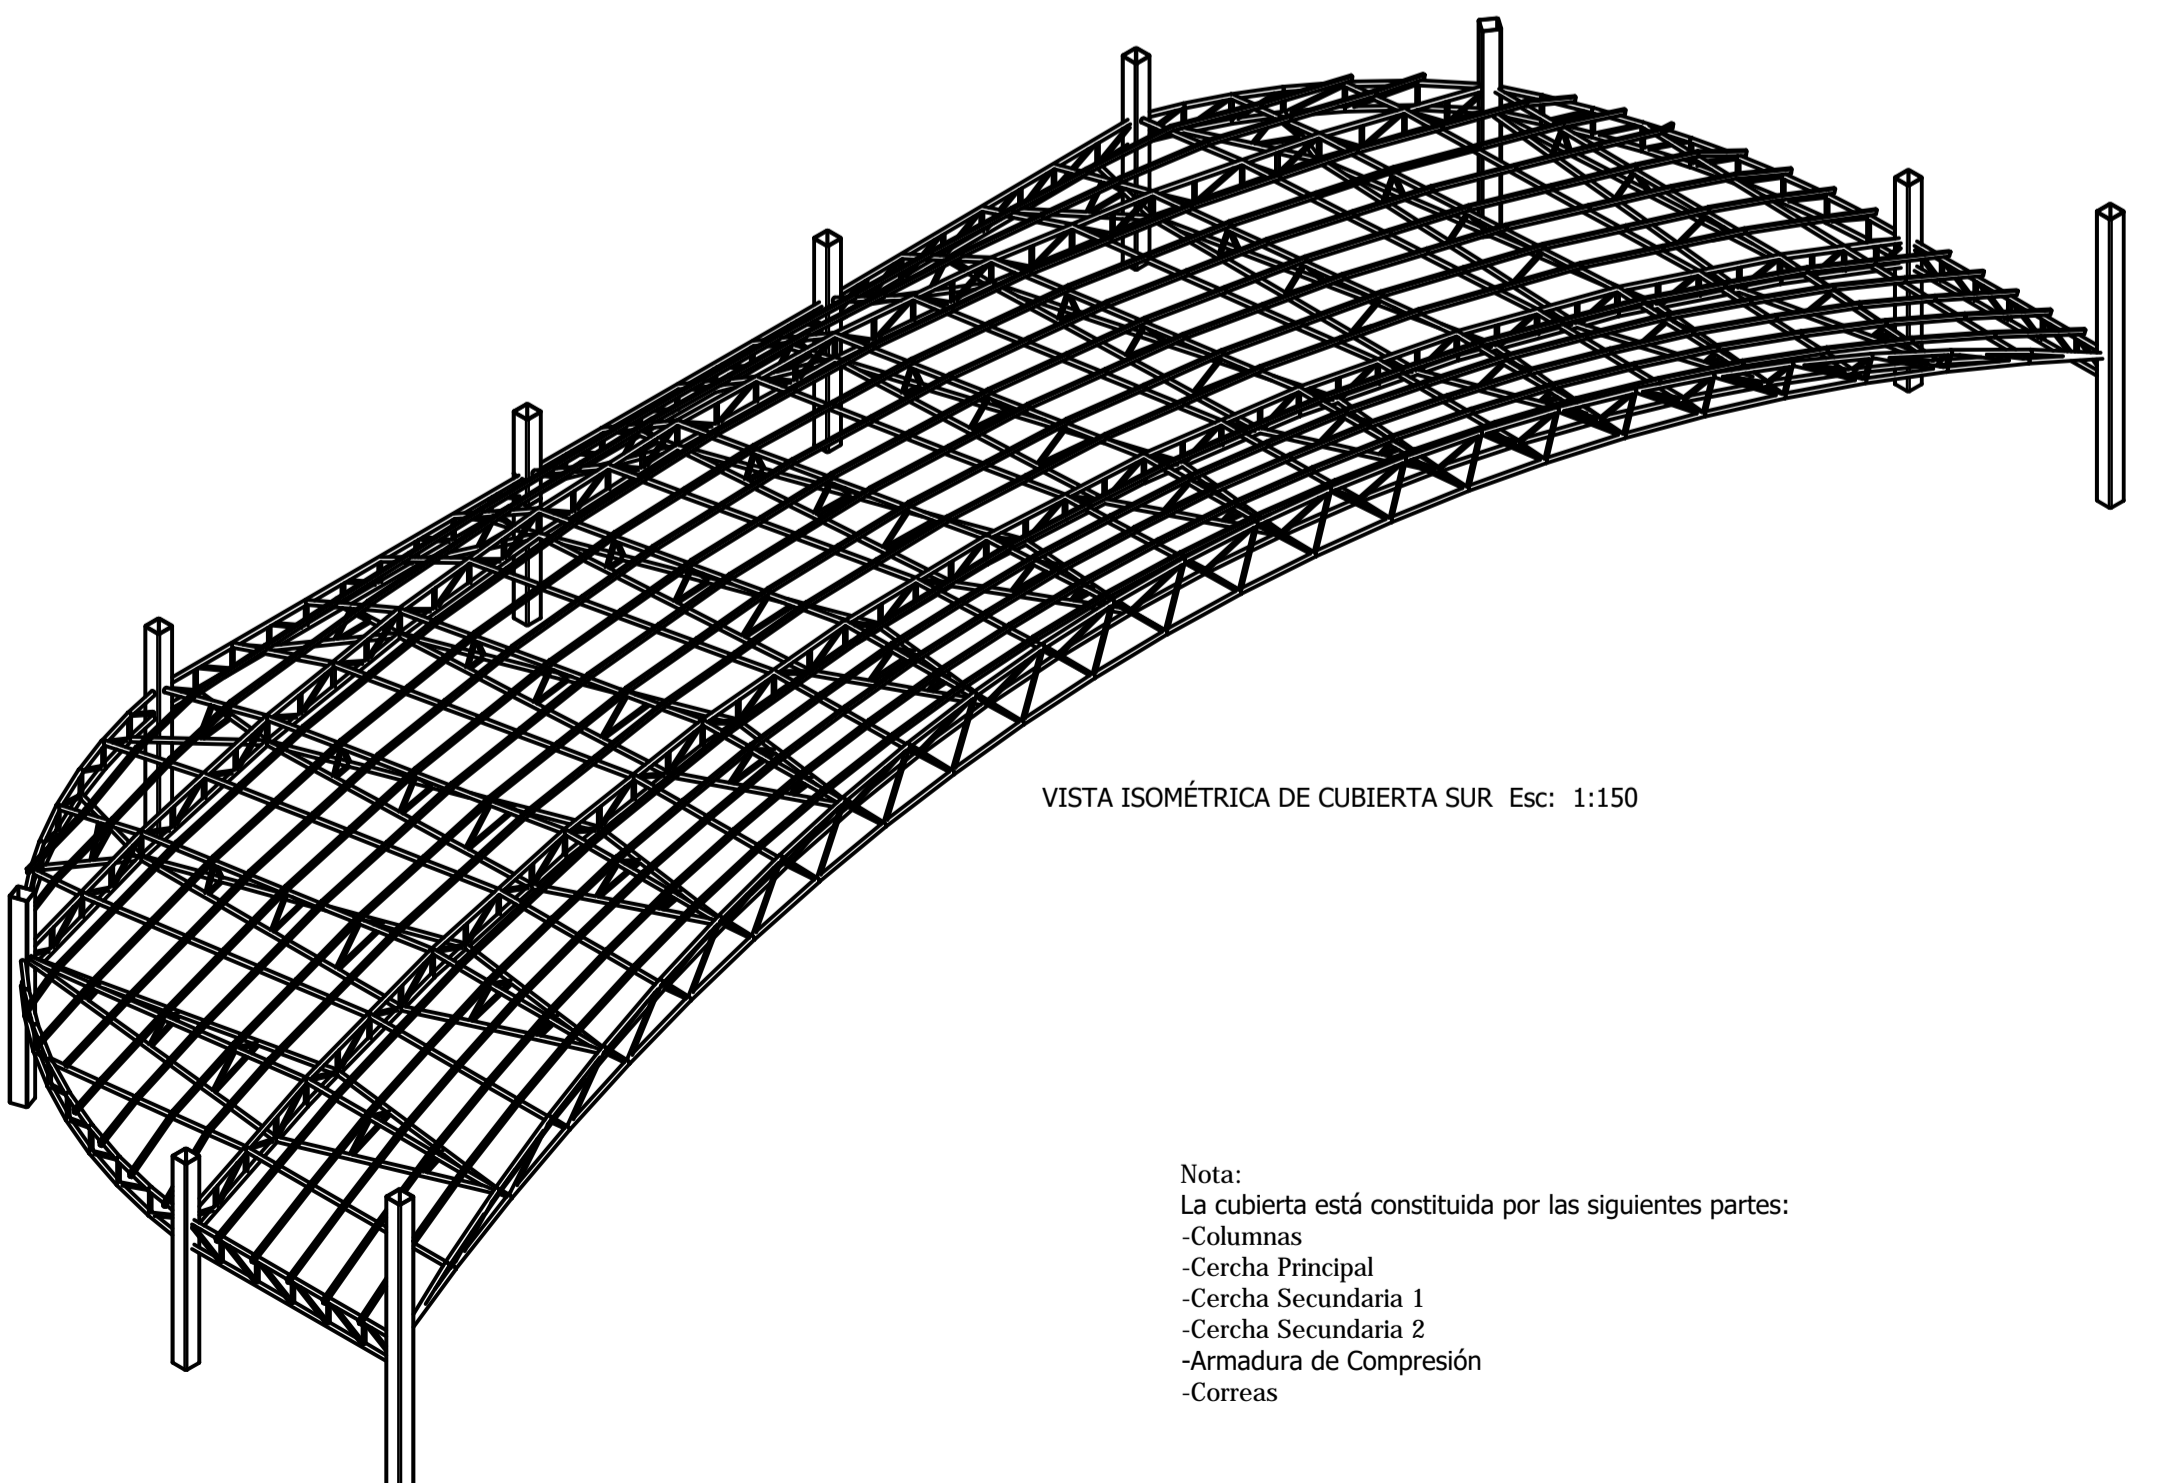 VISTA ISOMÉTRICA DE CUBIERTA SUR Esc: 1:150
Nota:
La cubierta está constituida por las siguientes partes:
-Columnas
-Cercha Principal
-Cercha Secundaria 1
-Cercha Secundaria 2
-Armadura de Compresión
-Correas